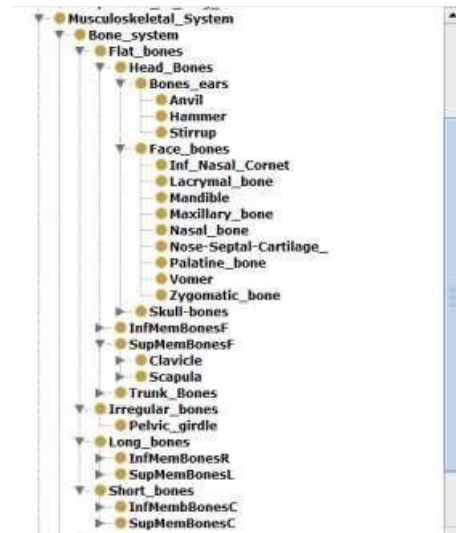 Musculoskeletal_System
Bone_system
Flat_bones
Head_Bones
Bones_ears
Anvil
Hammer
Stirrup
Face_bones
Inf_Nasal_Cornet
Lacrymal_bone
Mandible
Maxillary_bone
Nasal_bone
Nose-Septal-Cartilage_
Palatine_bone
Vomer
Zygomatic_bone
Skull-bones
InfMemBonesF
SupMemBonesF
Clavicle
Scapula
Trunk_Bones
Irregular_bones
Pelvic_girdle
Long_bones
InfMemBonesR
SupMemBonesL
Short_bones
InfMembBonesC
SupMemBonesC